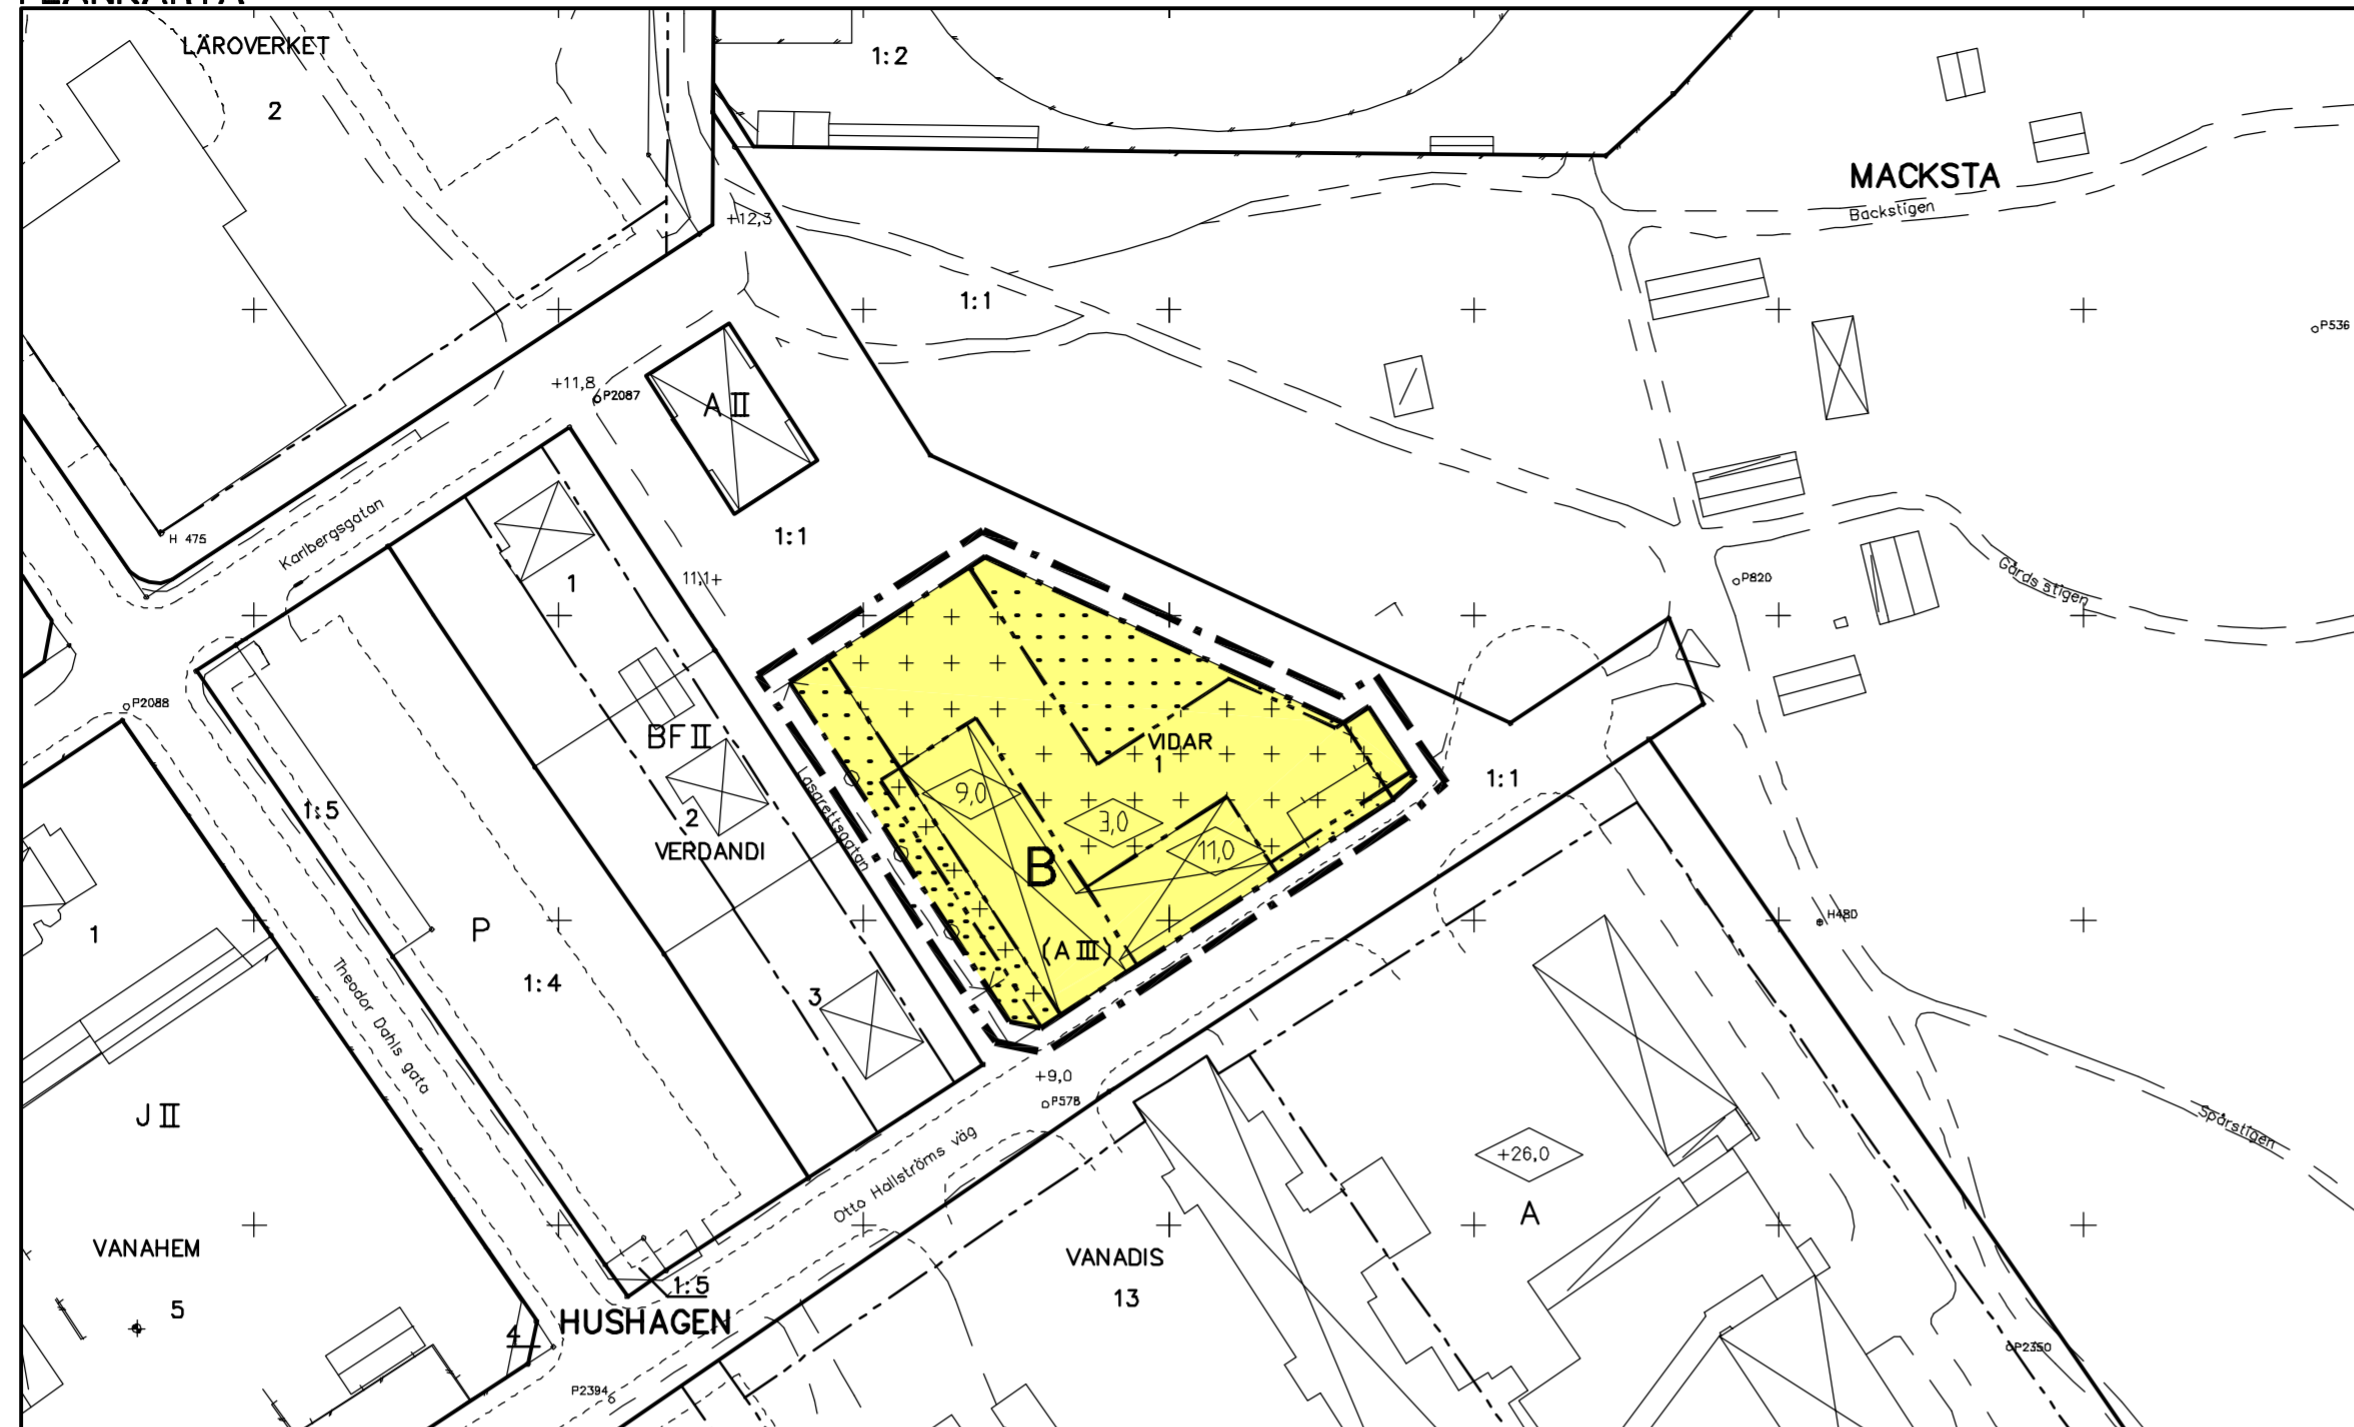 PLANKARTA
LÄROVERKET
2
1:2
MACKSTA
Backstigen
+12,3
1:1
P536
+11,8
P2087
A II
H 475
Karlbergsgatan
1:1
1
11,1+
P820
Gårds stigen
P2088
BF II
VIDAR
1
1:1
9,0
3,0
11,0
1:5
2
VERDANDI
Lasarettsgatan
B
(A III)
H480
1
P
1:4
3
Theodor Dahls gata
+9,0
P578
J II
Otto Hallströms väg
+26,0
A
Spårstigen
VANAHEM
5
VANADIS
13
1:5
HUSHAGEN
4
P2350
P2394